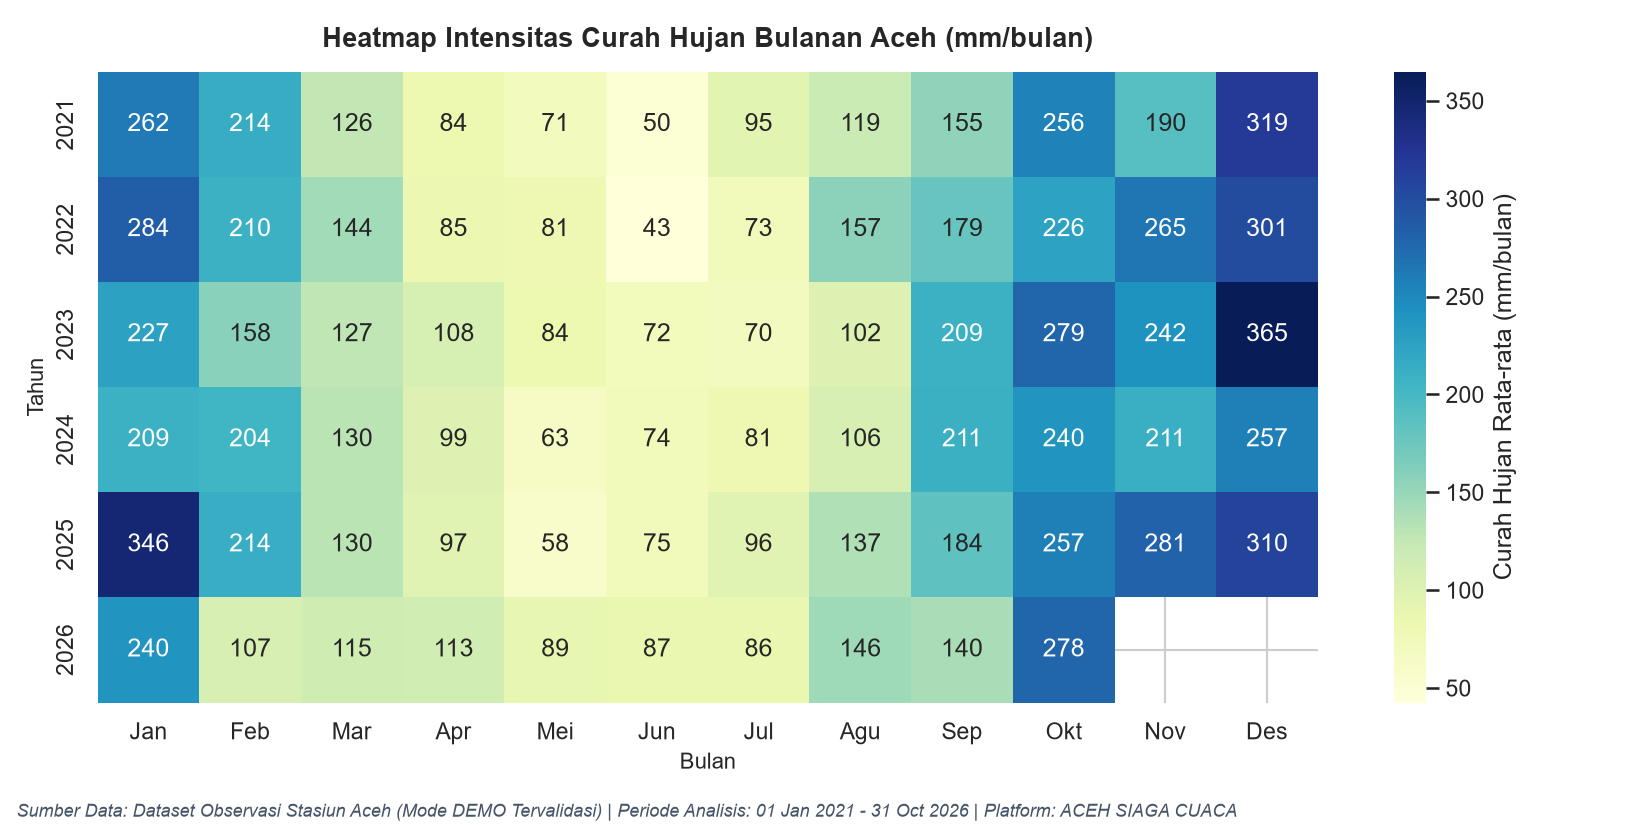 Heatmap Intensitas Curah Hujan Bulanan Aceh (mm/bulan)
2021 262 214 126 84 71 50 95 119 155 256 190 319
2022 284 210 144 85 81 43 73 157 179 226 265 301
2023 227 158 127 108 84 72 70 102 209 279 242 365
2024 209 204 130 99 63 74 81 106 211 240 211 257
2025 346 214 130 97 58 75 96 137 184 257 281 310
2026 240 107 115 113 89 87 86 146 140 278
Tahun
Jan Feb Mar Apr Mei Jun Jul Agu Sep Okt Nov Des
Bulan
350
300
250
200
150
100
50
Curah Hujan Rata-rata (mm/bulan)
Sumber Data: Dataset Observasi Stasiun Aceh (Mode DEMO Tervalidasi) | Periode Analisis: 01 Jan 2021 - 31 Oct 2026 | Platform: ACEH SIAGA CUACA